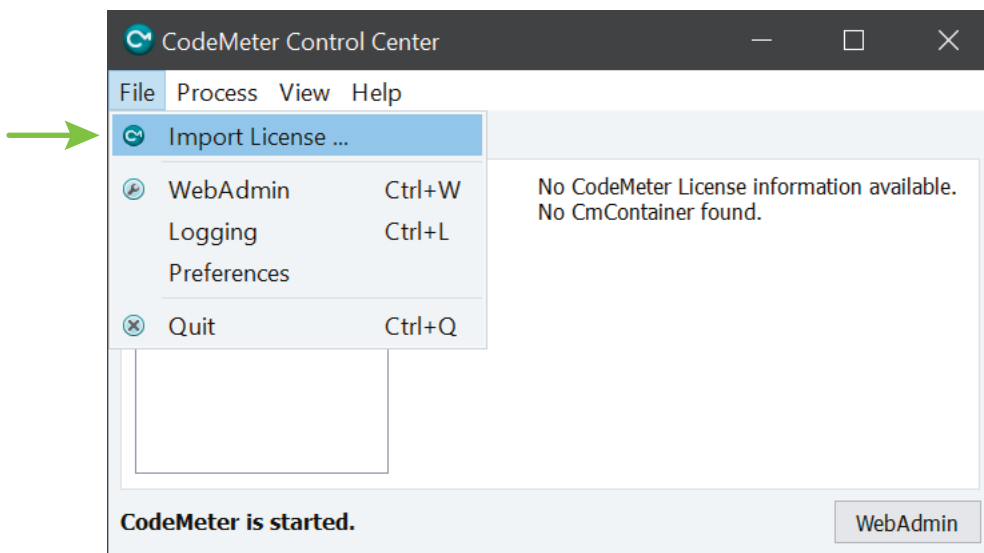 CodeMeter Control Center
File Process View Help
Import License ...
WebAdmin Ctrl+W
Logging Ctrl+L
Preferences
Quit Ctrl+Q
No CodeMeter License information available.
No CmContainer found.
CodeMeter is started.
WebAdmin